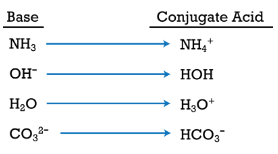 Base Conjugate Acid
NH₃ NH₄⁺
OH⁻ HOH
H₂O H₃O⁺
CO₃²⁻ HCO₃⁻